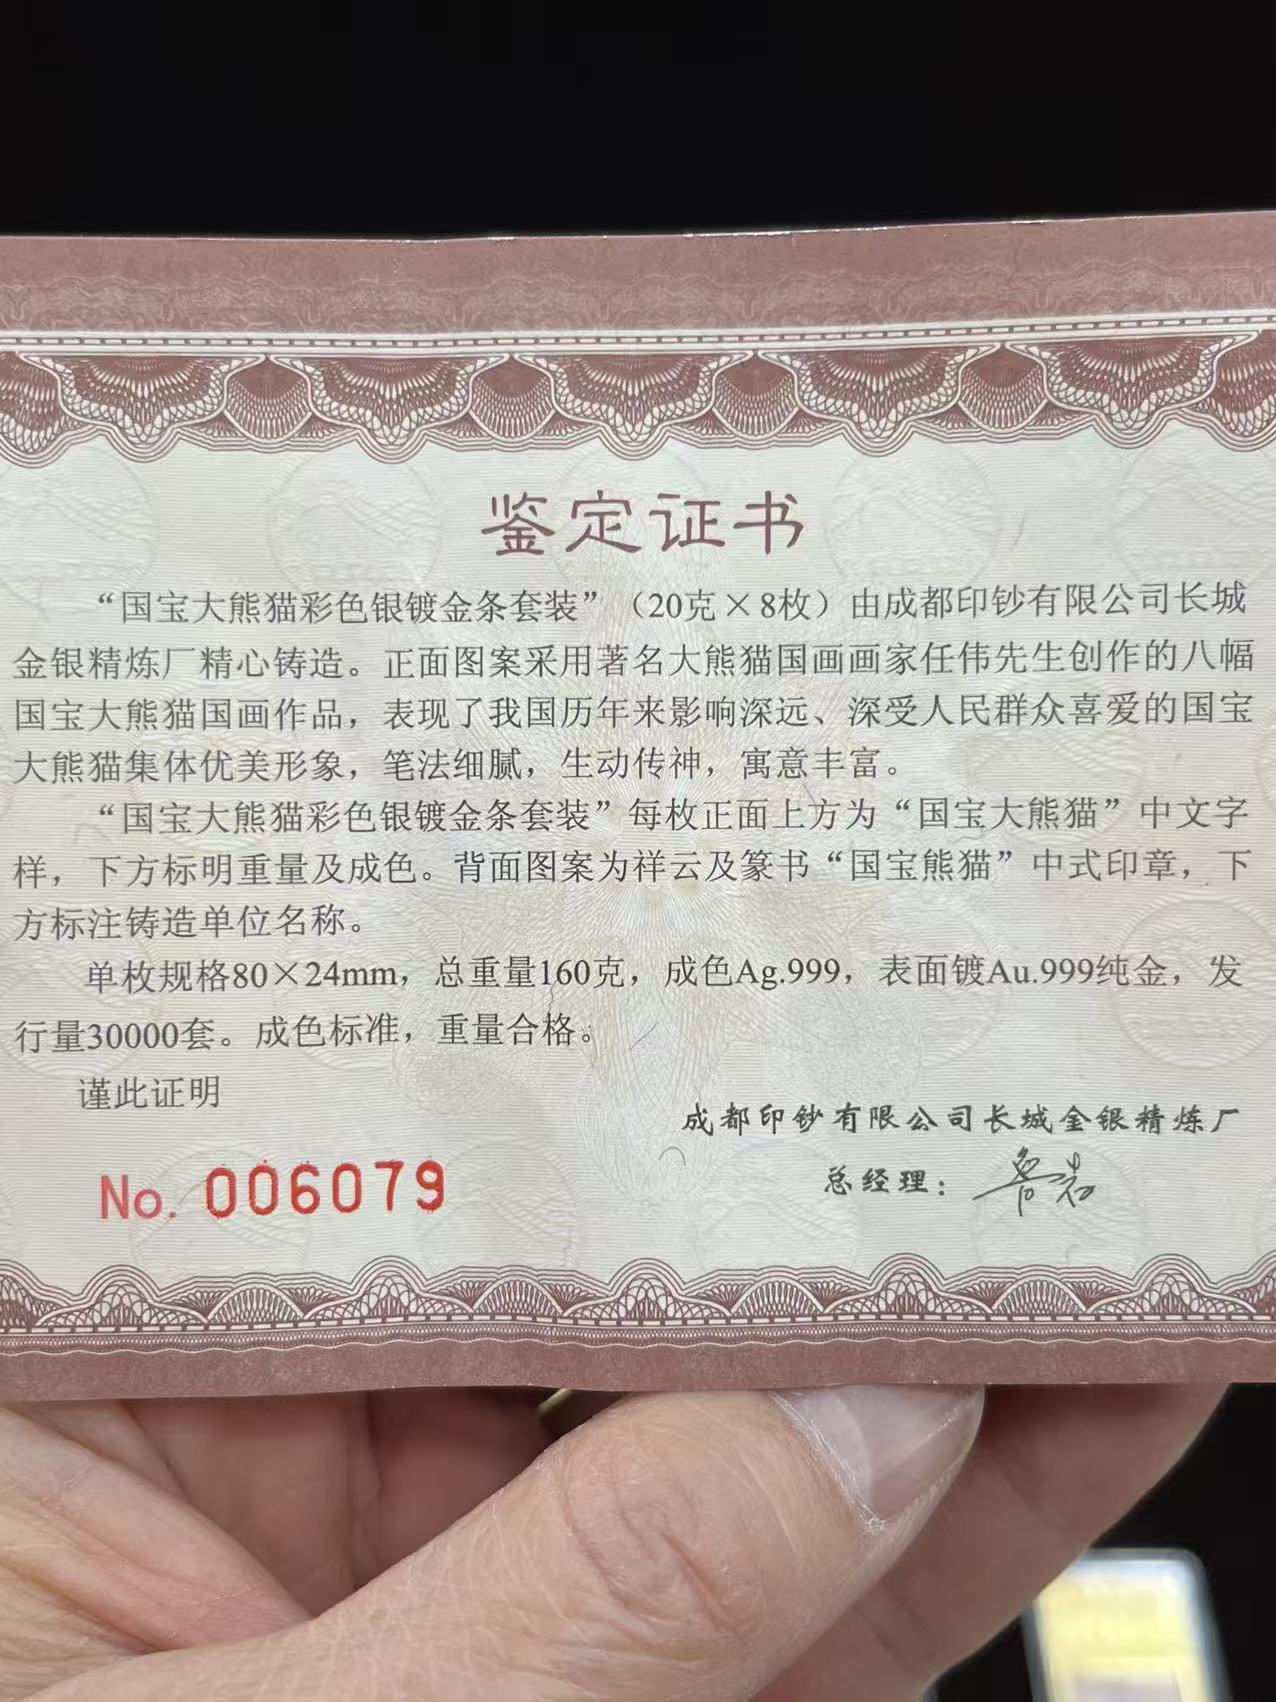 鉴定证书
“国宝大熊猫彩色银镀金条套装”（20克×8枚）由成都印钞有限公司长城
金银精炼厂精心铸造。正面图案采用著名大熊猫国画画家任伟先生创作的八幅
国宝大熊猫国画作品，表现了我国历年来影响深远、深受人民群众喜爱的国宝
大熊猫集体优美形象，笔法细腻，生动传神，寓意丰富。
“国宝大熊猫彩色银镀金条套装”每枚正面上方为“国宝大熊猫”中文字
样，下方标明重量及成色。背面图案为祥云及篆书“国宝熊猫”中式印章，下
方标注铸造单位名称。
单枚规格80×24mm，总重量160克，成色Ag.999，表面镀Au.999纯金，发
行量30000套。成色标准，重量合格。
谨此证明
成都印钞有限公司长城金银精炼厂
总经理：
No. 006079